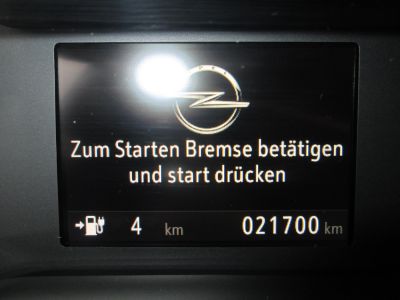 Zum Starten Bremse betätigen
und start drücken
4 km 021700 km